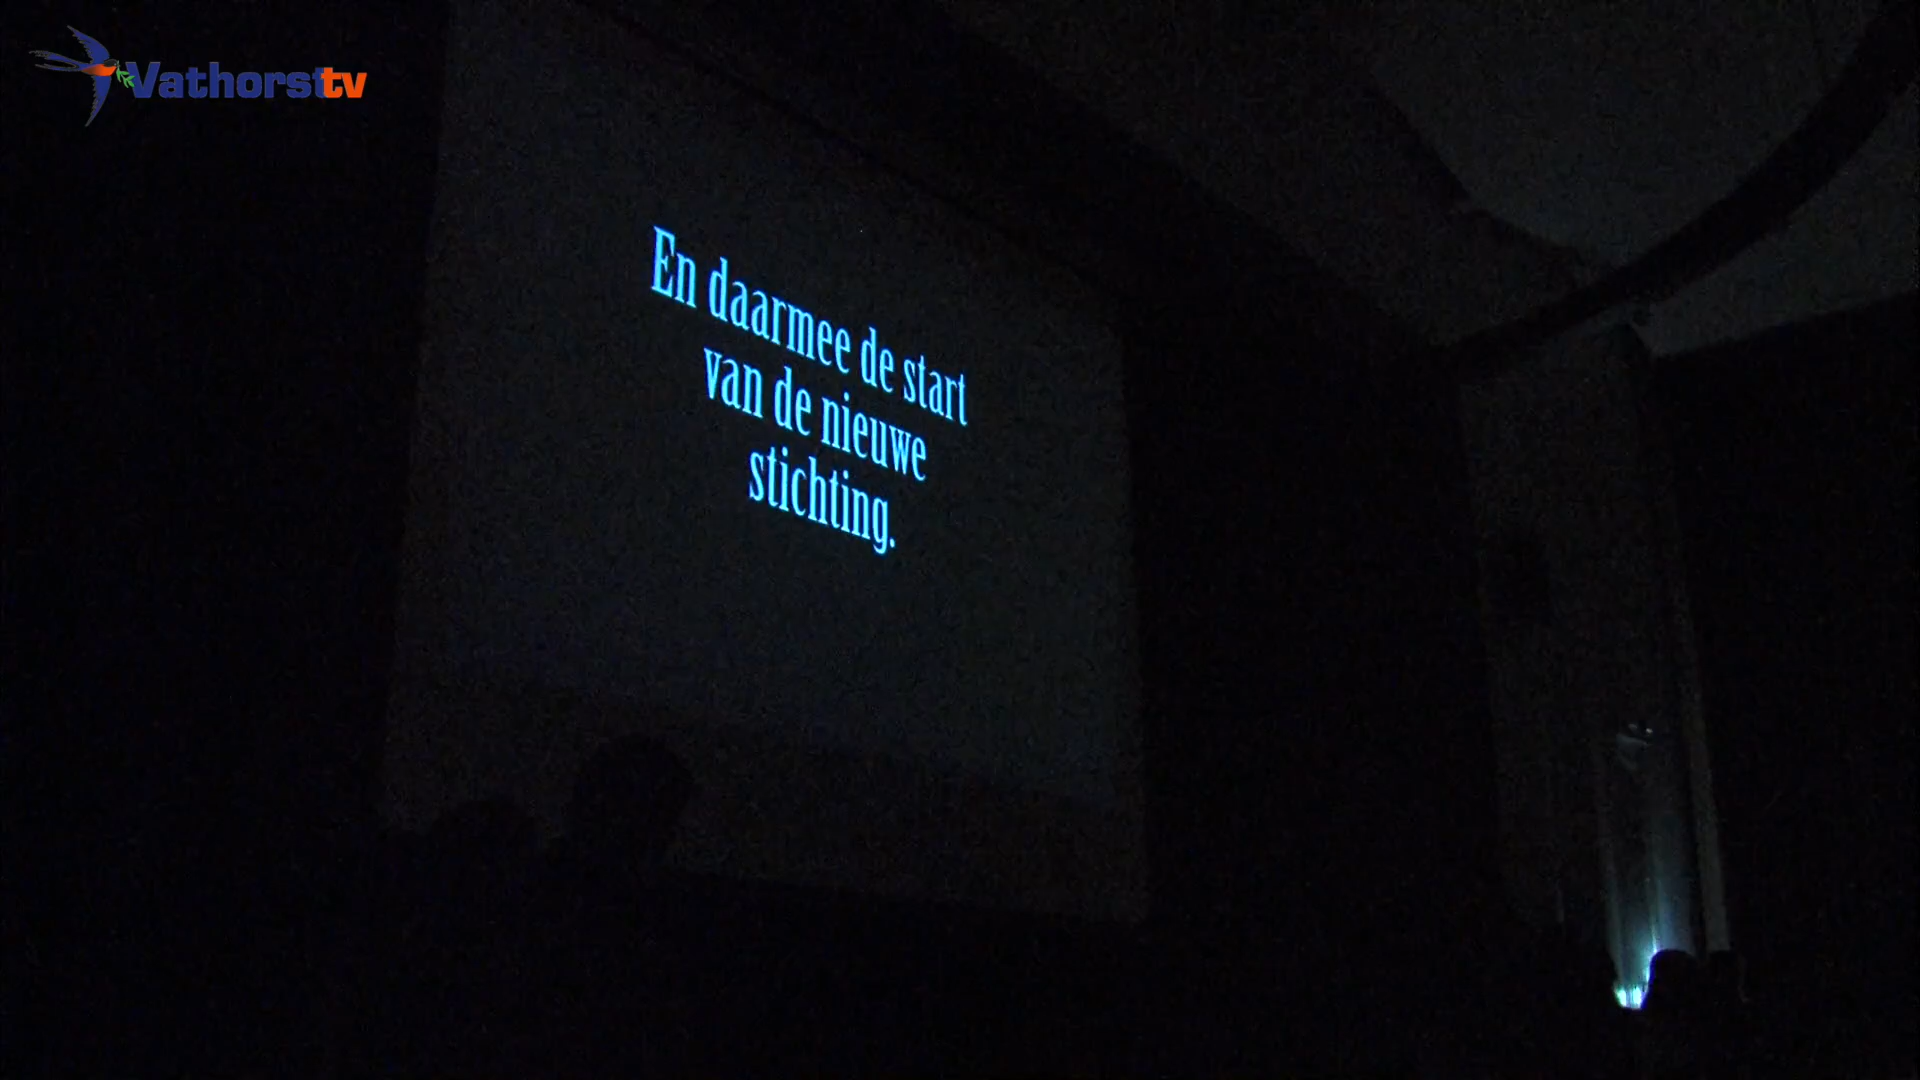 Vathorsttv
En daarmee de start
van de nieuwe
stichting.